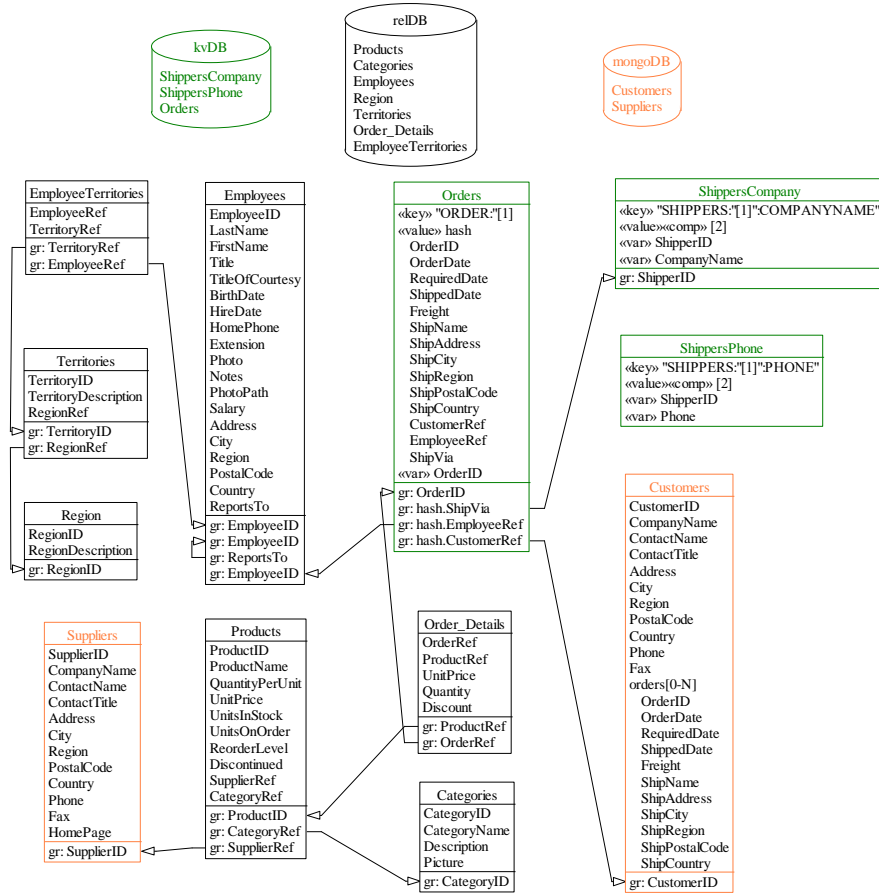 kvDB
ShippersCompany
ShippersPhone
Orders
relDB
Products
Categories
Employees
Region
Territories
Order_Details
EmployeeTerritories
mongoDB
Customers
Suppliers
EmployeeTerritories
EmployeeRef
TerritoryRef
gr: TerritoryRef
gr: EmployeeRef
Employees
EmployeeID
LastName
FirstName
Title
TitleOfCourtesy
BirthDate
HireDate
HomePhone
Extension
Photo
Notes
PhotoPath
Salary
Address
City
Region
PostalCode
Country
ReportsTo
gr: EmployeeID
gr: EmployeeID
gr: ReportsTo
gr: EmployeeID
Orders
«key» "ORDER:"[1]
«value» hash
OrderID
OrderDate
RequiredDate
ShippedDate
Freight
ShipName
ShipAddress
ShipCity
ShipRegion
ShipPostalCode
ShipCountry
CustomerRef
EmployeeRef
ShipVia
«var» OrderID
gr: OrderID
gr: hash.ShipVia
gr: hash.EmployeeRef
gr: hash.CustomerRef
ShippersCompany
«key» "SHIPPERS:"[1]":COMPANYNAME"
«value»«comp» [2]
«var» ShipperID
«var» CompanyName
gr: ShipperID
ShippersPhone
«key» "SHIPPERS:"[1]":PHONE"
«value»«comp» [2]
«var» ShipperID
«var» Phone
Territories
TerritoryID
TerritoryDescription
RegionRef
gr: TerritoryID
gr: RegionRef
Region
RegionID
RegionDescription
gr: RegionID
Customers
CustomerID
CompanyName
ContactName
ContactTitle
Address
City
Region
PostalCode
Country
Phone
Fax
orders[0-N]
OrderID
OrderDate
RequiredDate
ShippedDate
Freight
ShipName
ShipAddress
ShipCity
ShipRegion
ShipPostalCode
ShipCountry
gr: CustomerID
Suppliers
SupplierID
CompanyName
ContactName
ContactTitle
Address
City
Region
PostalCode
Country
Phone
Fax
HomePage
gr: SupplierID
Products
ProductID
ProductName
QuantityPerUnit
UnitPrice
UnitsInStock
UnitsOnOrder
ReorderLevel
Discontinued
SupplierRef
CategoryRef
gr: ProductID
gr: CategoryRef
gr: SupplierRef
Order_Details
OrderRef
ProductRef
UnitPrice
Quantity
Discount
gr: ProductRef
gr: OrderRef
Categories
CategoryID
CategoryName
Description
Picture
gr: CategoryID